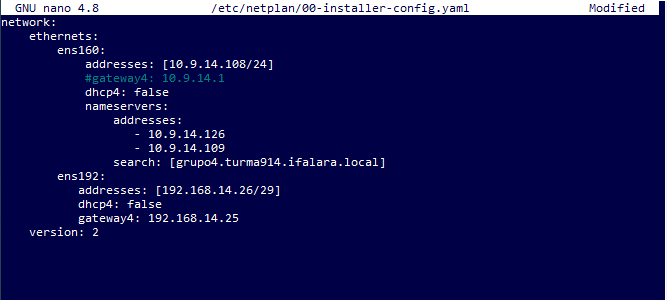 GNU nano 4.8 /etc/netplan/00-installer-config.yaml Modified
network:
    ethernets:
        ens160:
            addresses: [10.9.14.108/24]
            #gateway4: 10.9.14.1
            dhcp4: false
            nameservers:
                addresses:
                   - 10.9.14.126
                   - 10.9.14.109
                search: [grupo4.turma914.ifalara.local]
        ens192:
           addresses: [192.168.14.26/29]
           dhcp4: false
           gateway4: 192.168.14.25
    version: 2